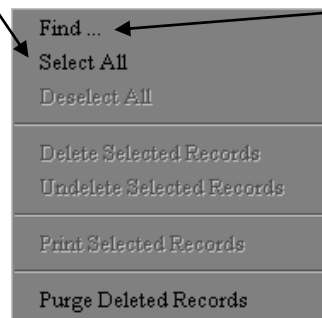 Find ...
Select All
Deselect All
Delete Selected Records
Undelete Selected Records
Print Selected Records
Purge Deleted Records